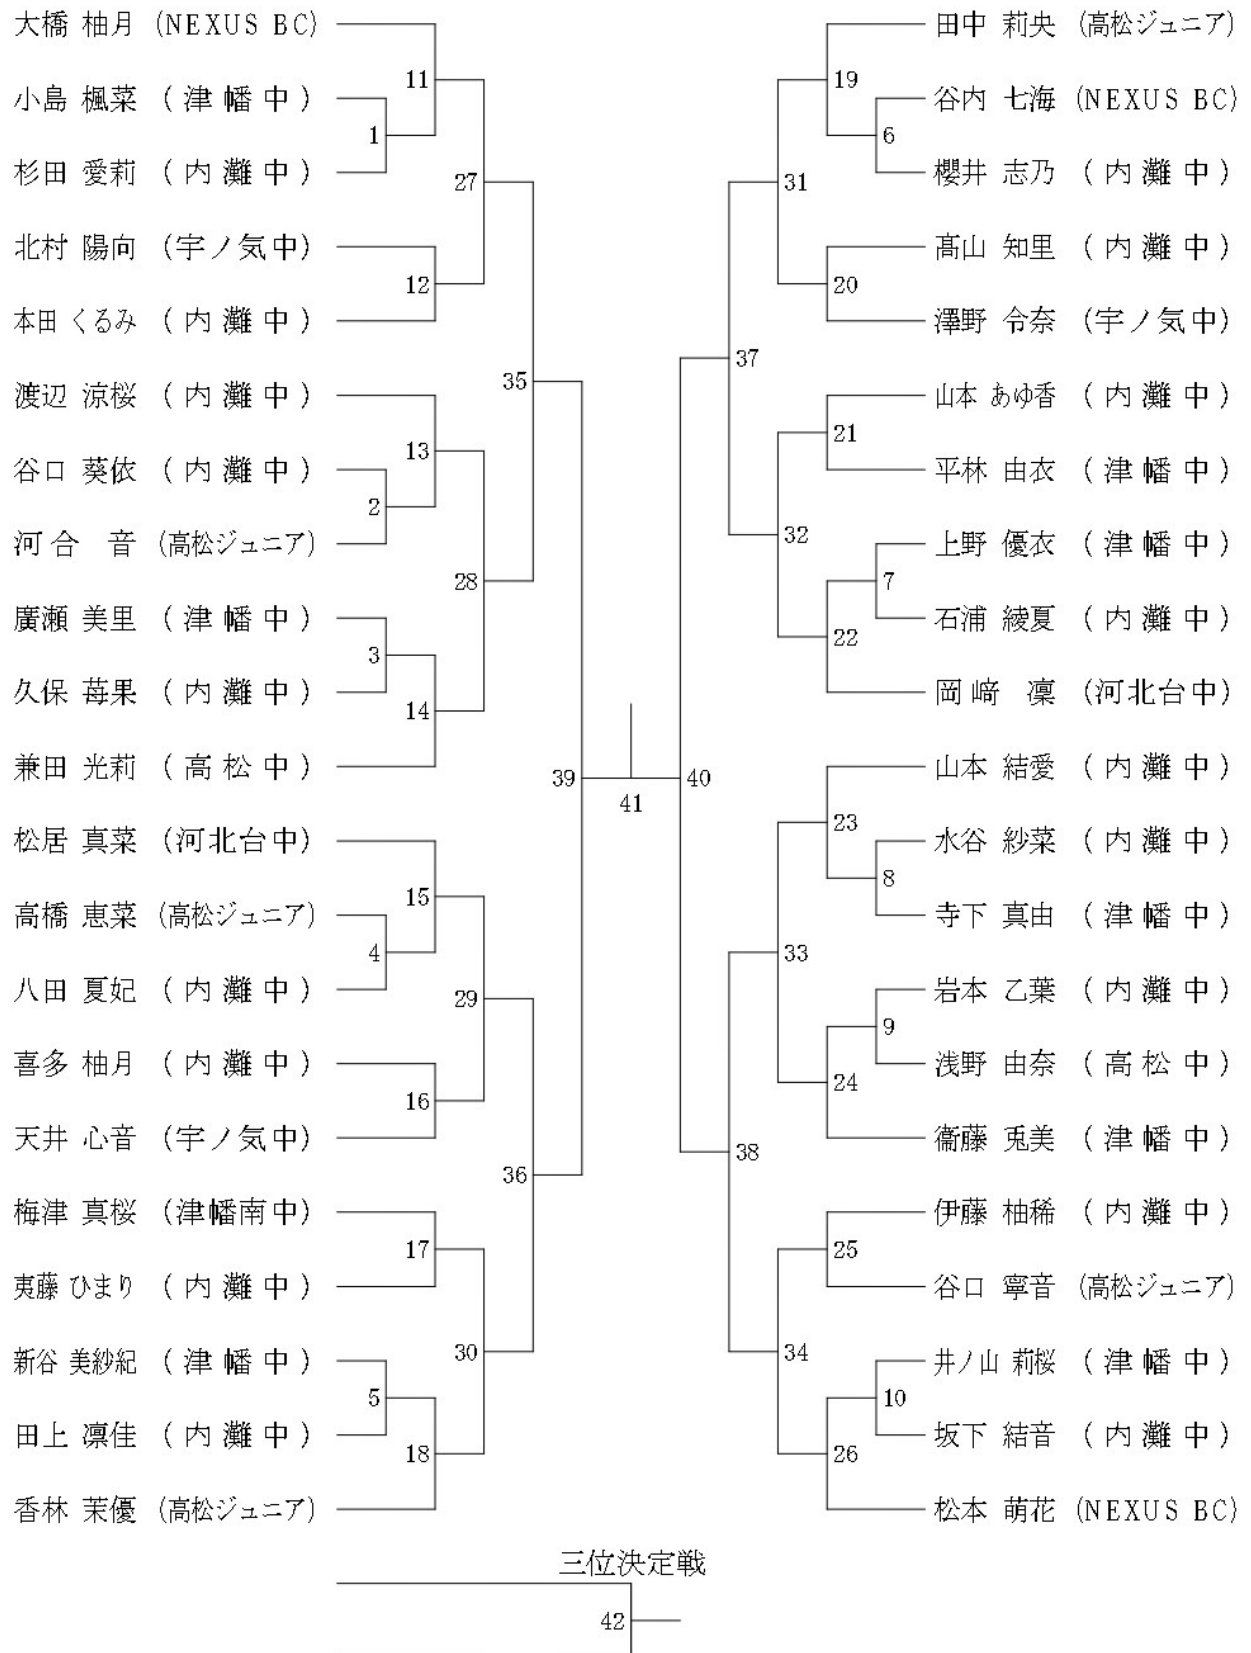 大橋 柚月 (NEXUS BC)
小島 楓菜 (津幡中)
杉田 愛莉 (内灘中)
北村 陽向 (宇ノ気中)
本田 くるみ (内灘中)
渡辺 涼桜 (内灘中)
谷口 葵依 (内灘中)
河合 音 (高松ジュニア)
廣瀬 美里 (津幡中)
久保 苺果 (内灘中)
兼田 光莉 (高松中)
松居 真菜 (河北台中)
高橋 恵菜 (高松ジュニア)
八田 夏妃 (内灘中)
喜多 柚月 (内灘中)
天井 心音 (宇ノ気中)
梅津 真桜 (津幡南中)
夷藤 ひまり (内灘中)
新谷 美紗紀 (津幡中)
田上 凛佳 (内灘中)
香林 茉優 (高松ジュニア)
1
2
3
4
5
11
12
13
14
15
16
17
18
27
28
29
30
35
36
39
41
40
37
38
31
32
33
34
19
20
21
22
23
24
25
26
6
7
8
9
10
田中 莉央 (高松ジュニア)
谷内 七海 (NEXUS BC)
櫻井 志乃 (内灘中)
髙山 知里 (内灘中)
澤野 令奈 (宇ノ気中)
山本 あゆ香 (内灘中)
平林 由衣 (津幡中)
上野 優衣 (津幡中)
石浦 綾夏 (内灘中)
岡﨑 凜 (河北台中)
山本 結愛 (内灘中)
水谷 紗菜 (内灘中)
寺下 真由 (津幡中)
岩本 乙葉 (内灘中)
浅野 由奈 (高松中)
衞藤 兎美 (津幡中)
伊藤 柚稀 (内灘中)
谷口 寧音 (高松ジュニア)
井ノ山 莉桜 (津幡中)
坂下 結音 (内灘中)
松本 萌花 (NEXUS BC)
三位決定戦
42